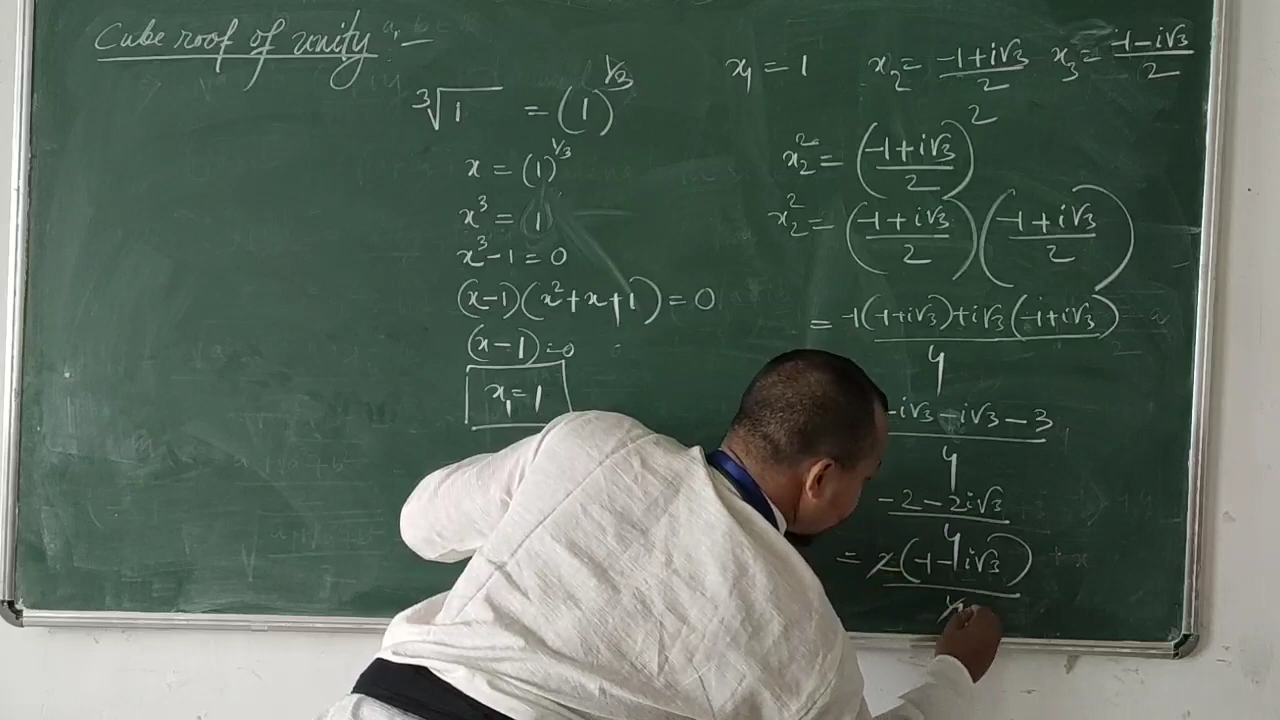 Cube roof of unity :-
∛1 = (1)^1/3
x = (1)^1/3
x³ = 1
x³-1 = 0
(x-1)(x²+x+1) = 0
(x-1)=0
x₁=1
x₁ = 1 x₂ = (-1+i√3)/2 x₃ = (-1-i√3)/2
x₂² = ((-1+i√3)/2)²
x₂² = ((-1+i√3)/2)((-1+i√3)/2)
= (-1(-1+i√3)+i√3(-1+i√3))/4
-i√3-i√3-3/4
(-2-2i√3)/4
= 2(-1-i√3)/4